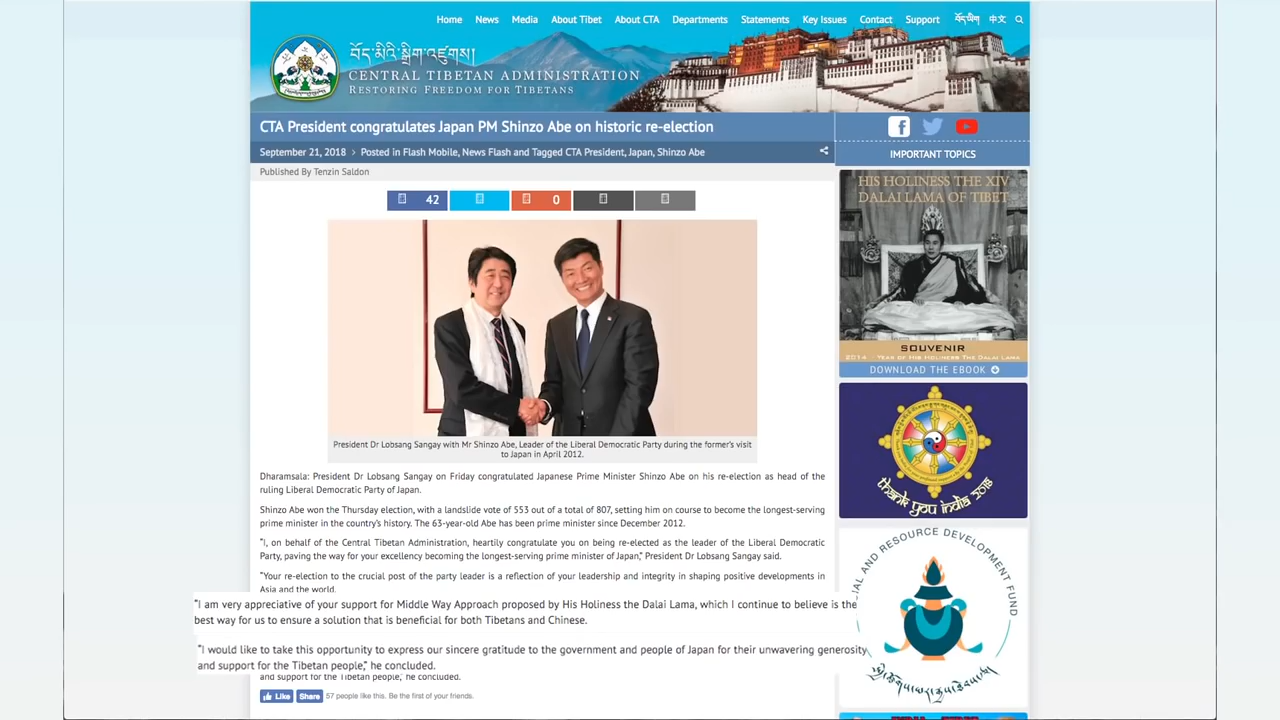 Home News Media About Tibet About CTA Departments Statements Key Issues Contact Support བོད་ཡིག 中文
བོད་མིའི་སྒྲིག་འཛུགས།
CENTRAL TIBETAN ADMINISTRATION
RESTORING FREEDOM FOR TIBETANS
CTA President congratulates Japan PM Shinzo Abe on historic re-election
September 21, 2018 > Posted in Flash Mobile, News Flash and Tagged CTA President, Japan, Shinzo Abe
Published By Tenzin Saldon
42
0
President Dr Lobsang Sangay with Mr Shinzo Abe, Leader of the Liberal Democratic Party during the former's visit
to Japan in April 2012.
Dharamsala: President Dr Lobsang Sangay on Friday congratulated Japanese Prime Minister Shinzo Abe on his re-election as head of the
ruling Liberal Democratic Party of Japan.
Shinzo Abe won the Thursday election, with a landslide vote of 553 out of a total of 807, setting him on course to become the longest-serving
prime minister in the country's history. The 63-year-old Abe has been prime minister since December 2012.
"I, on behalf of the Central Tibetan Administration, heartily congratulate you on being re-elected as the leader of the Liberal Democratic
Party, paving the way for your excellency becoming the longest-serving prime minister of Japan," President Dr Lobsang Sangay said.
"Your re-election to the crucial post of the party leader is a reflection of your leadership and integrity in shaping positive developments in
Asia and the world.
"I am very appreciative of your support for Middle Way Approach proposed by His Holiness the Dalai Lama, which I continue to believe is the
best way for us to ensure a solution that is beneficial for both Tibetans and Chinese.
"I would like to take this opportunity to express our sincere gratitude to the government and people of Japan for their unwavering generosity
and support for the Tibetan people," he concluded.
and support for the Tibetan people," he concluded.
Like Share 57 people like this. Be the first of your friends.
IMPORTANT TOPICS
HIS HOLINESS THE XIV
DALAI LAMA OF TIBET
SOUVENIR
2014 - YEAR OF HIS HOLINESS THE DALAI LAMA
DOWNLOAD THE EBOOK
thank you india 2018
AND RESOURCE DEVELOPMENT FUND